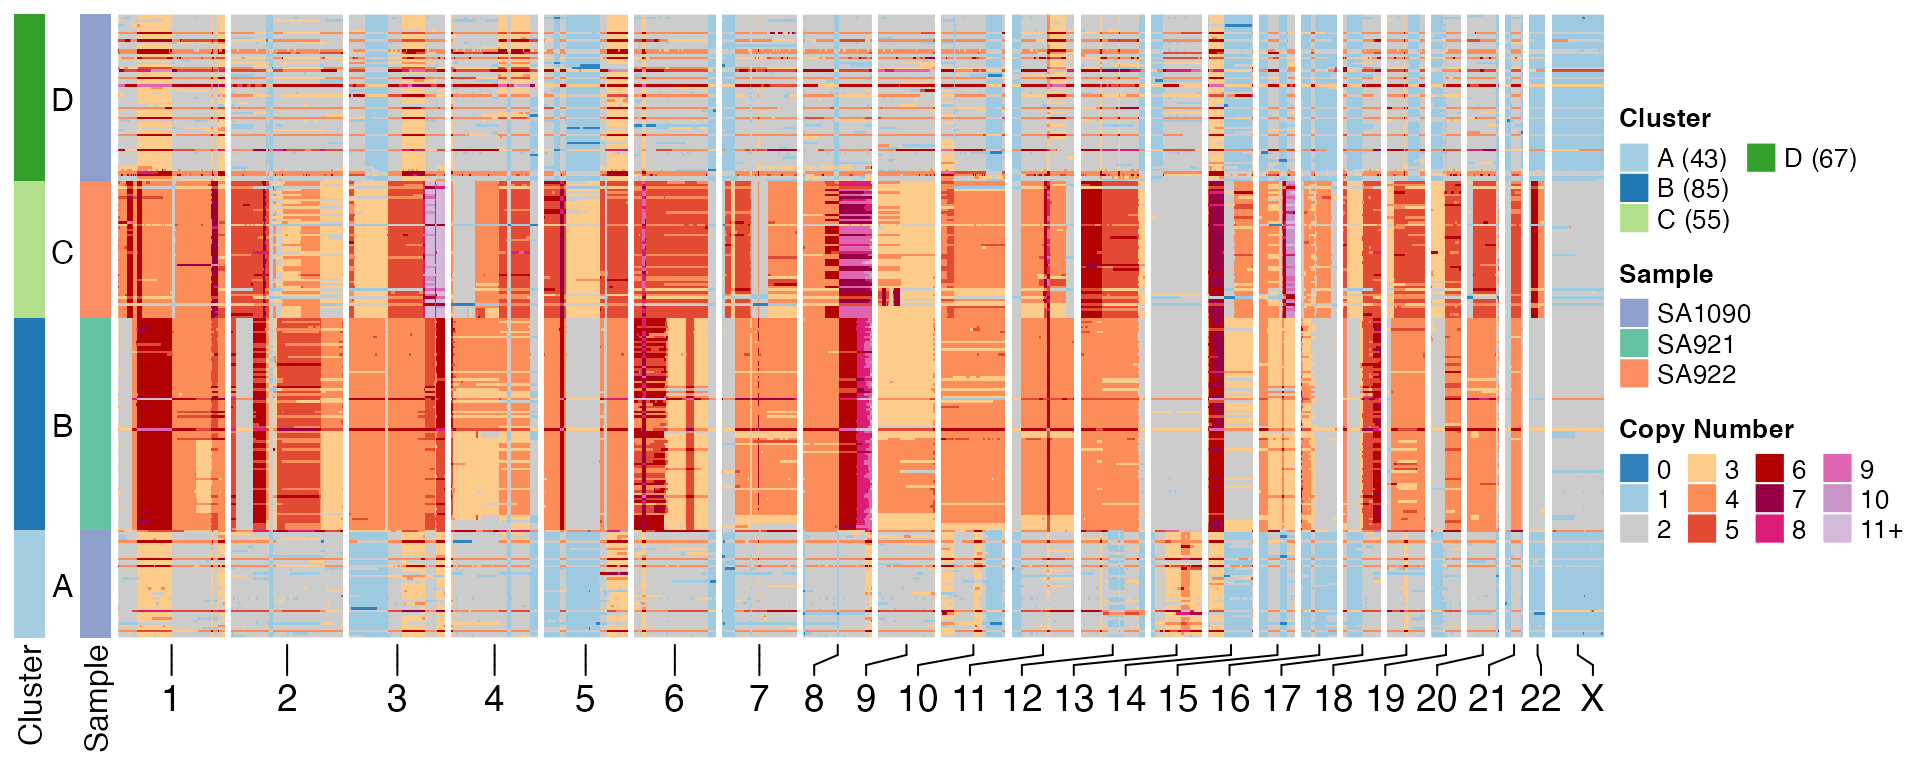 D
C
B
A
Cluster
Sample
1 2 3 4 5 6 7 8 9 10 11 12 13 14 15 16 17 18 19 20 21 22 X
Cluster
A (43) D (67)
B (85)
C (55)
Sample
SA1090
SA921
SA922
Copy Number
0 3 6 9
1 4 7 10
2 5 8 11+